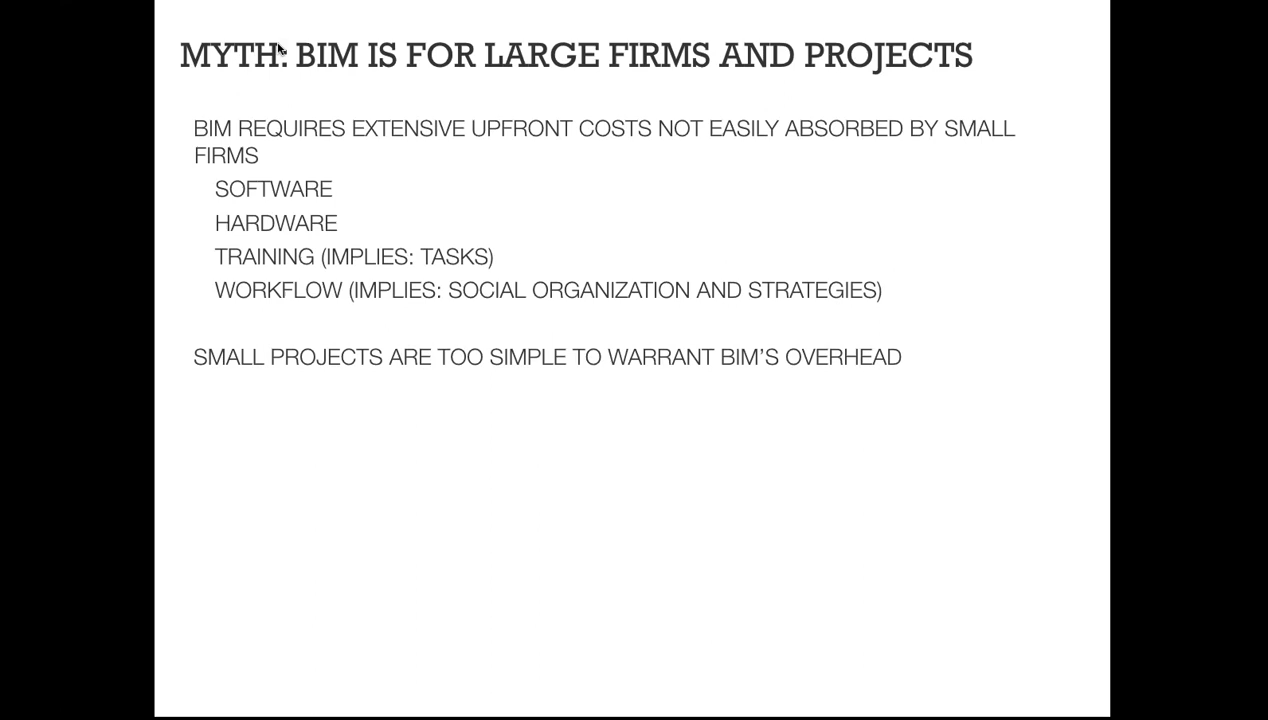 MYTH: BIM IS FOR LARGE FIRMS AND PROJECTS
BIM REQUIRES EXTENSIVE UPFRONT COSTS NOT EASILY ABSORBED BY SMALL
FIRMS
SOFTWARE
HARDWARE
TRAINING (IMPLIES: TASKS)
WORKFLOW (IMPLIES: SOCIAL ORGANIZATION AND STRATEGIES)
SMALL PROJECTS ARE TOO SIMPLE TO WARRANT BIM’S OVERHEAD